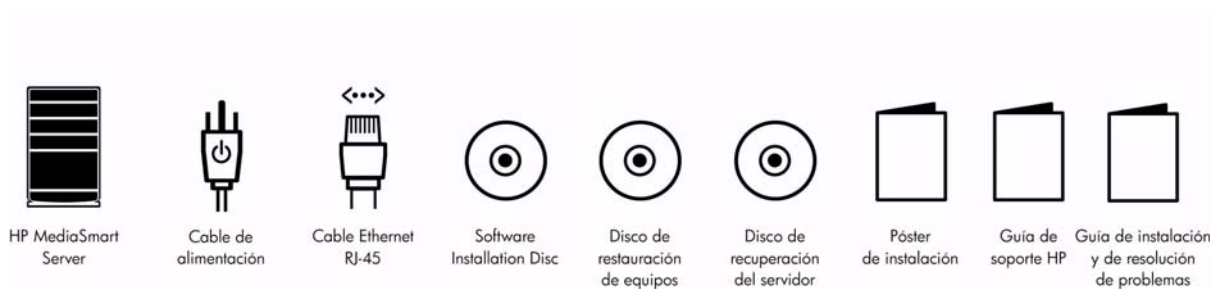 HP MediaSmart
Server
Cable de
alimentación
Cable Ethernet
RJ-45
Software
Installation Disc
Disco de
restauración
de equipos
Disco de
recuperación
del servidor
Póster
de instalación
Guía de
soporte HP
Guía de instalación
y de resolución
de problemas